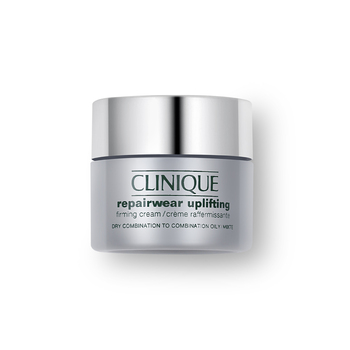 CLINIQUE
repairwear uplifting
firming cream / crème raffermissante
DRY COMBINATION TO COMBINATION OILY /